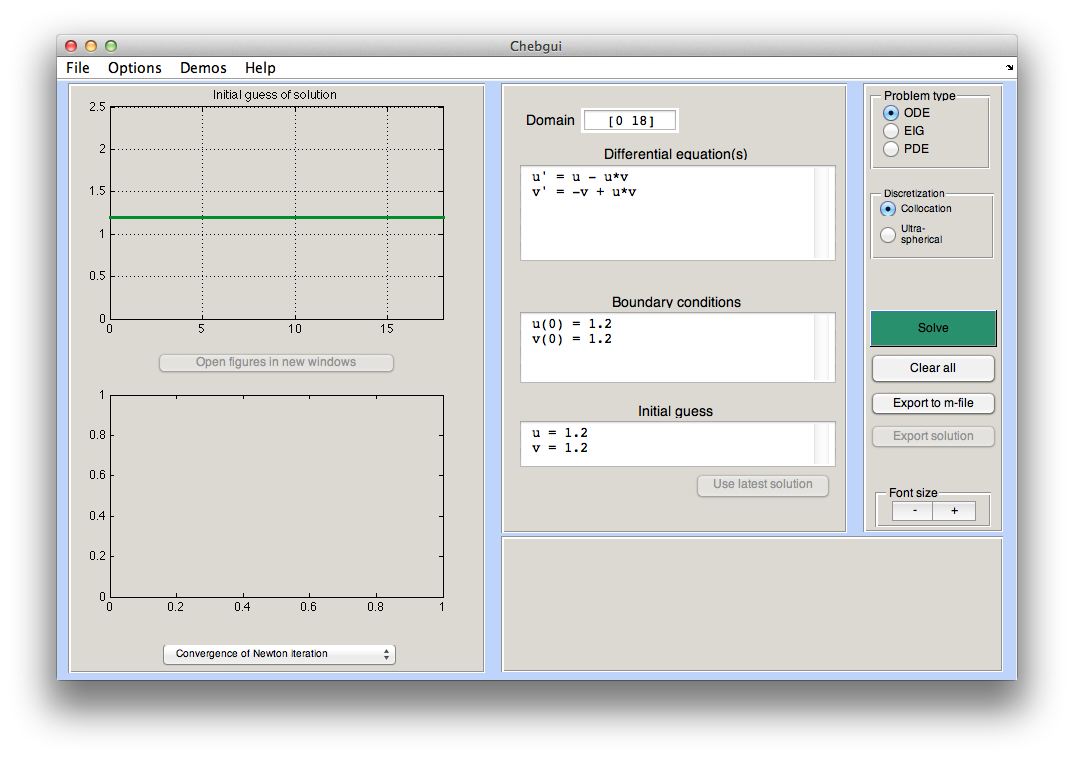 Chebgui
File Options Demos Help
Initial guess of solution
2.5
2
1.5
1
0.5
0
0 5 10 15
Open figures in new windows
1
0.8
0.6
0.4
0.2
0
0 0.2 0.4 0.6 0.8 1
Convergence of Newton iteration
Domain [0 18]
Differential equation(s)
u' = u - u*v
v' = -v + u*v
Boundary conditions
u(0) = 1.2
v(0) = 1.2
Initial guess
u = 1.2
v = 1.2
Use latest solution
Problem type
ODE
EIG
PDE
Discretization
Collocation
Ultra-
spherical
Solve
Clear all
Export to m-file
Export solution
Font size
- +